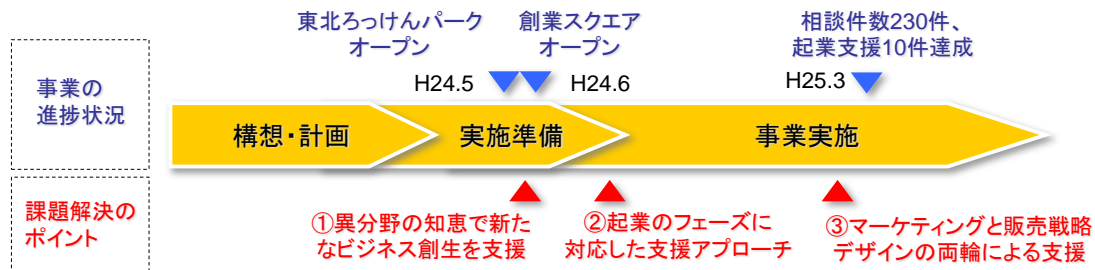 東北ろっけんパーク
オープン
創業スクエア
オープン
相談件数230件、
起業支援10件達成
事業の
進捗状況
H24.5
H24.6
H25.3
構想・計画
実施準備
事業実施
課題解決の
ポイント
①異分野の知恵で新た
なビジネス創生を支援
②起業のフェーズに
対応した支援アプローチ
③マーケティングと販売戦略
デザインの両輪による支援